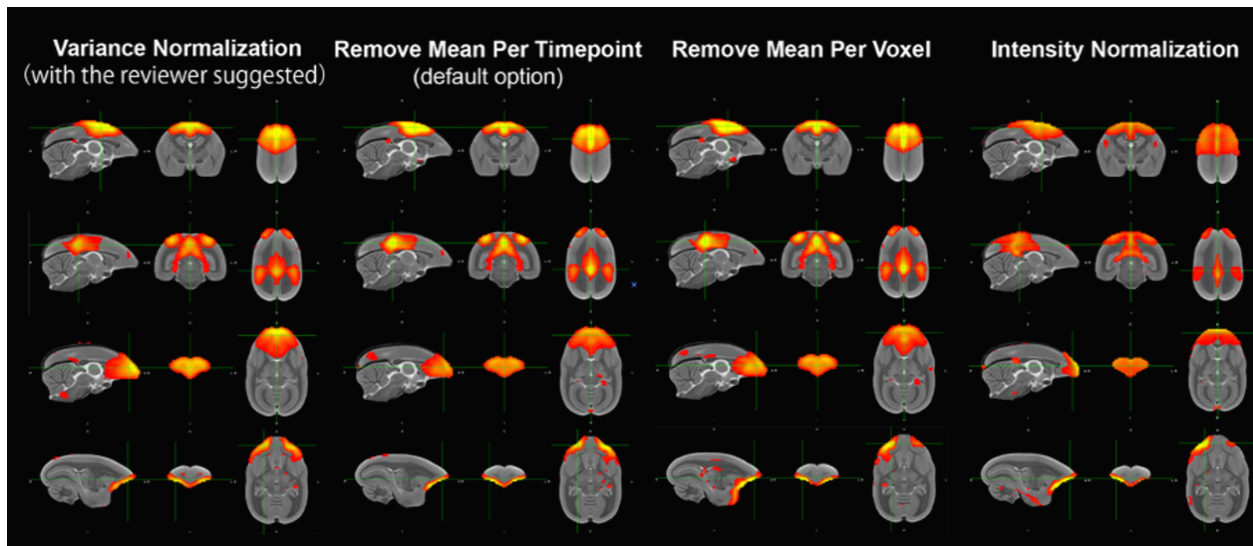 Variance Normalization
(with the reviewer suggested)
Remove Mean Per Timepoint
(default option)
Remove Mean Per Voxel
Intensity Normalization